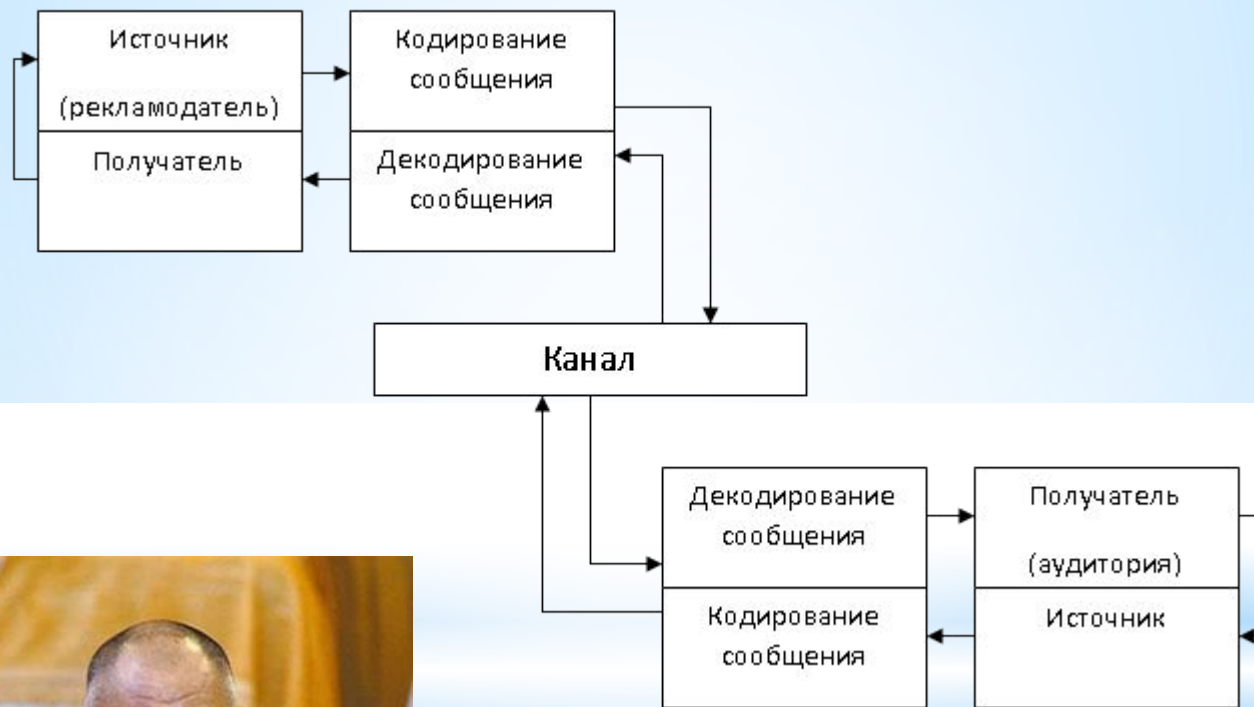 Источник
(рекламодатель)
Получатель
Кодирование
сообщения
Декодирование
сообщения
Канал
Декодирование
сообщения
Кодирование
сообщения
Получатель
(аудитория)
Источник